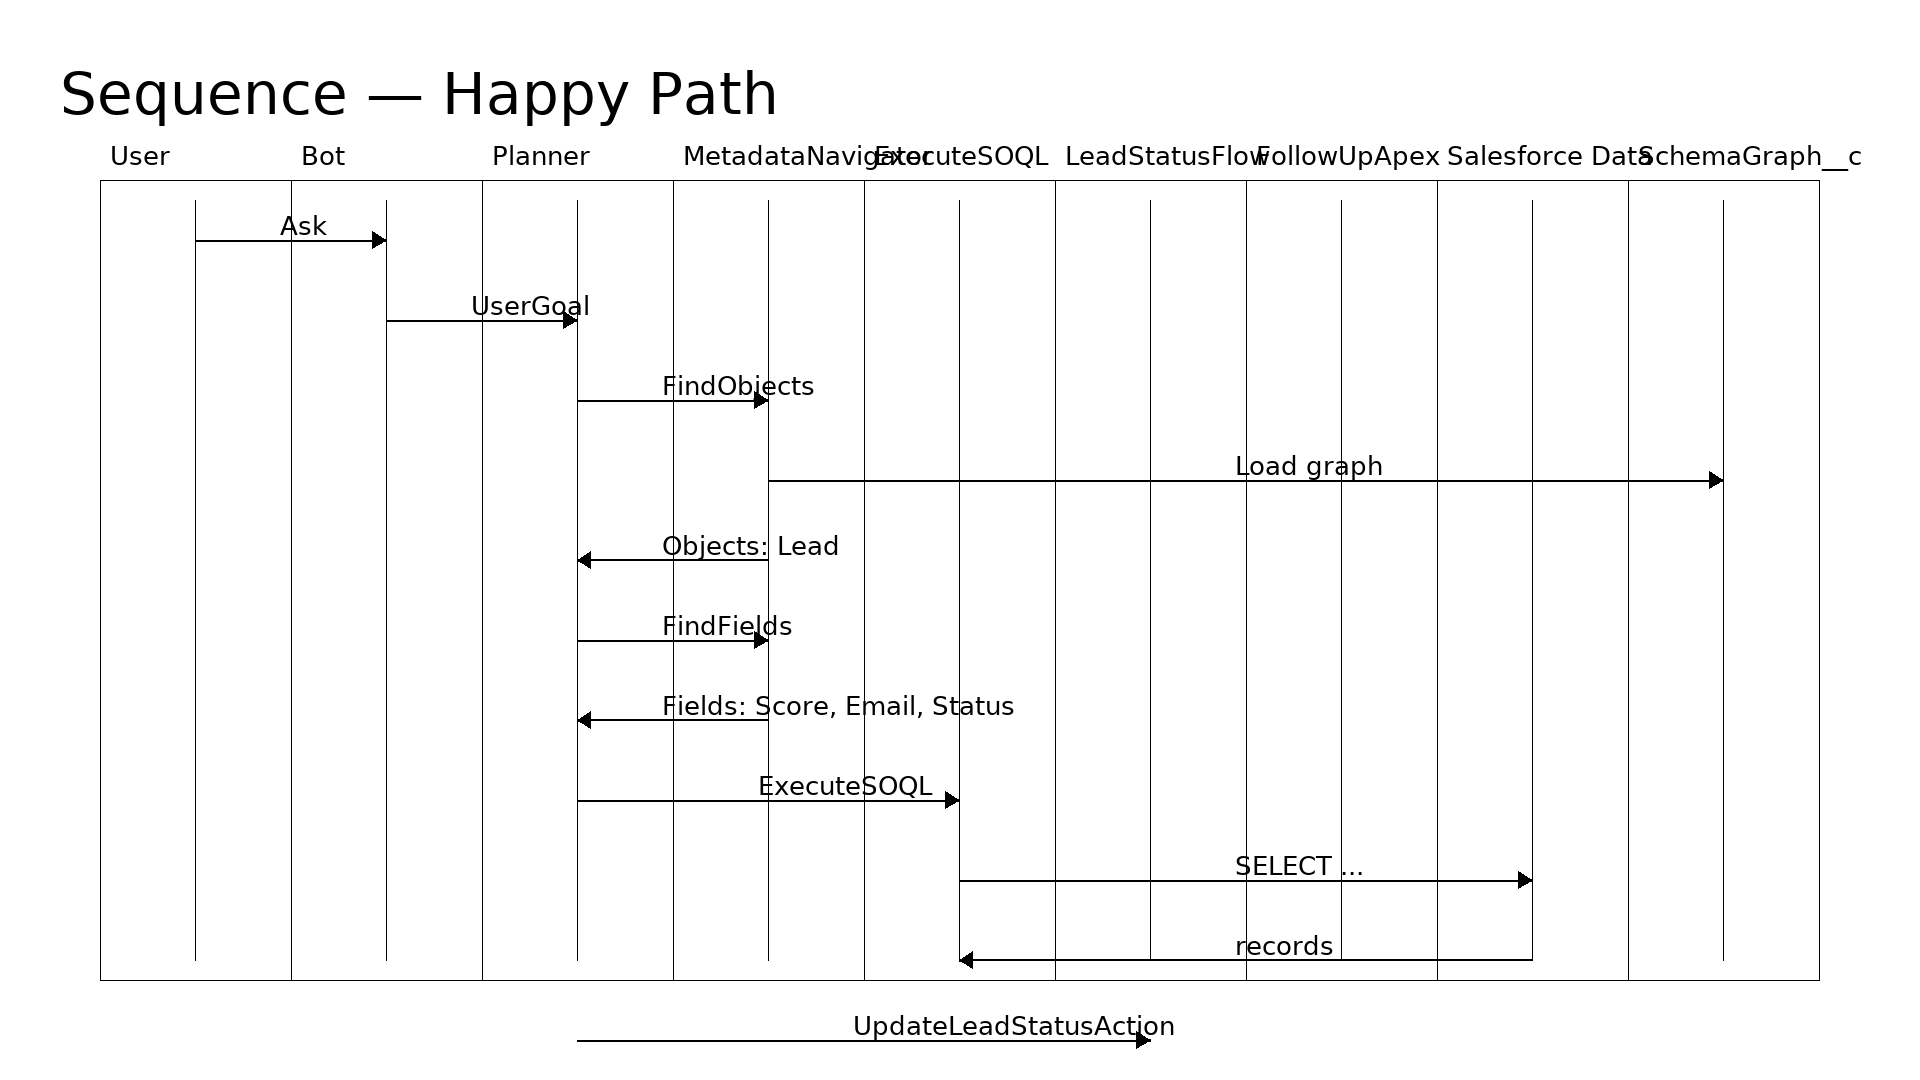 Sequence — Happy Path
User Bot Planner MetadataNavigator ExecuteSOQL LeadStatusFlow FollowUpApex Salesforce Data SchemaGraph__c
Ask
UserGoal
FindObjects
Load graph
Objects: Lead
FindFields
Fields: Score, Email, Status
ExecuteSOQL
SELECT ...
records
UpdateLeadStatusAction